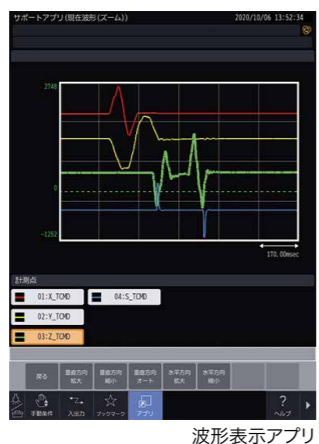 サポートアプリ(現在波形(ズーム)) 2020/10/06 13:52:34
2748
0
-1252
170.00msec
計測点
01:X_TCMD 04:S_TCMD
02:Y_TCMD
03:Z_TCMD
戻る 垂直方向拡大 垂直方向縮小 垂直方向オート 水平方向拡大 水平方向縮小
手動条件 入出力 ブックマーク アプリ ? ヘルプ
波形表示アプリ